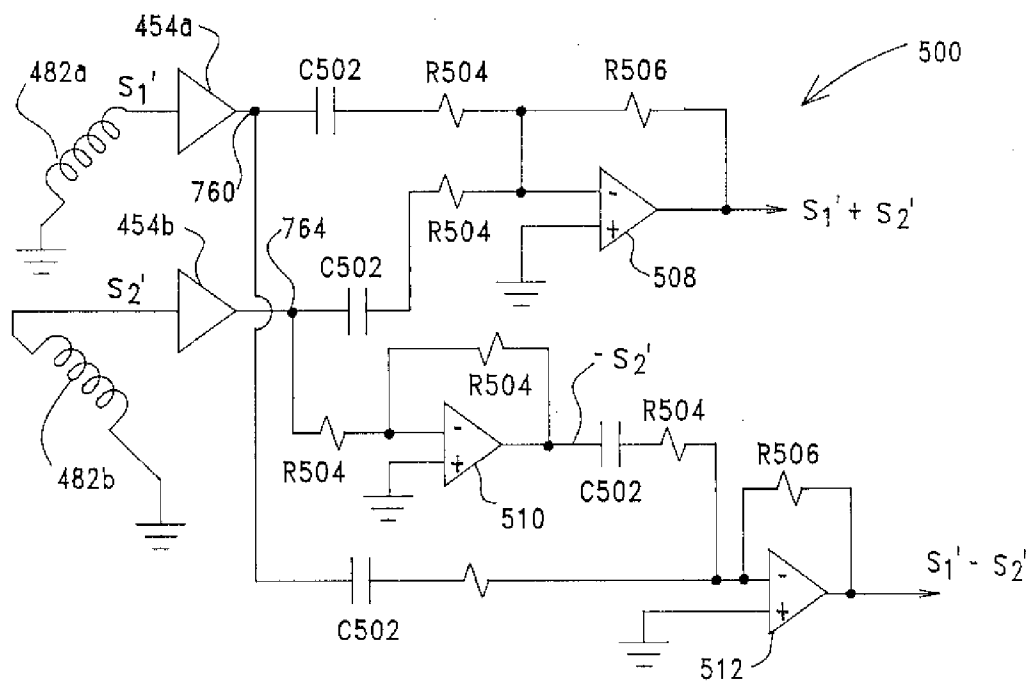 454a
500
482a
S1'
C502
R504
R506
760
454b
764
R504
S1' + S2'
508
C502
S2'
R504
- S2'
R504
R506
482b
R504
510
C502
S1' - S2'
C502
512
-
+
-
+
-
+